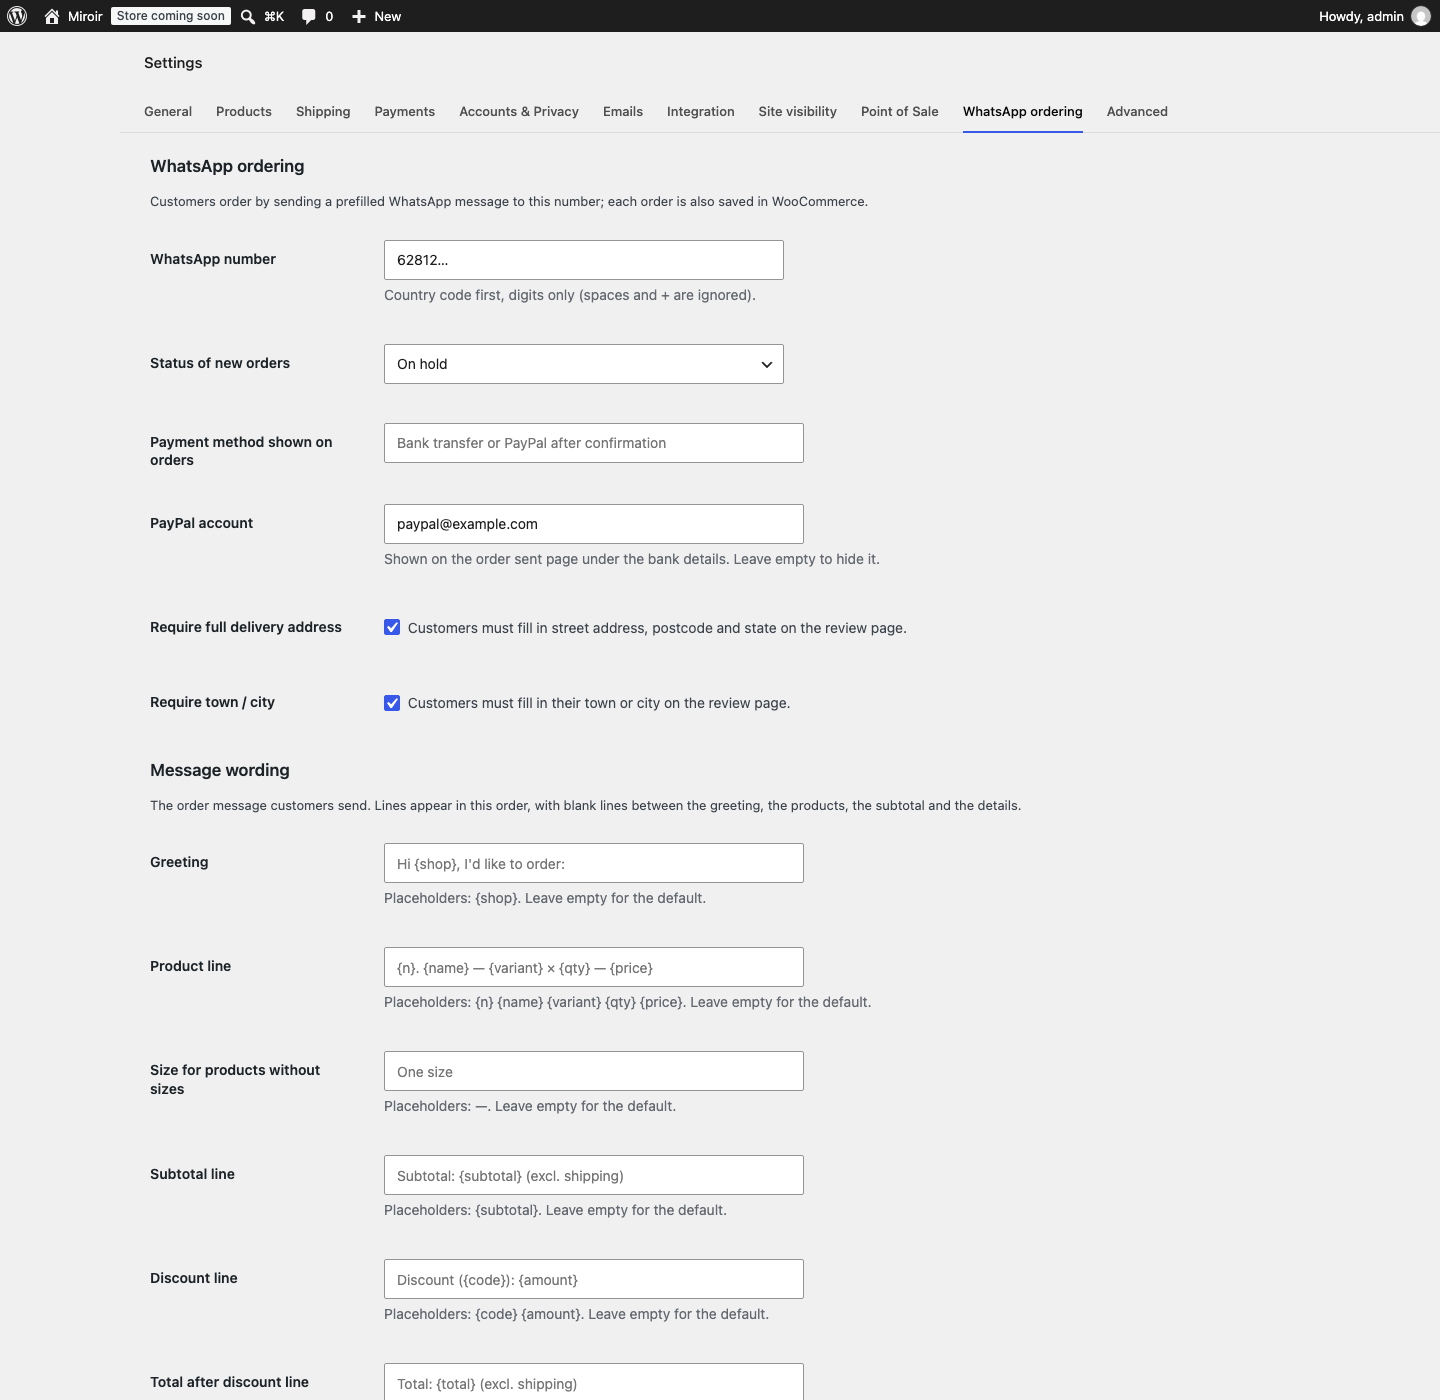 Miroir Store coming soon ⌘K 0 New Howdy, admin
Settings
General Products Shipping Payments Accounts & Privacy Emails Integration Site visibility Point of Sale WhatsApp ordering Advanced
WhatsApp ordering
Customers order by sending a prefilled WhatsApp message to this number; each order is also saved in WooCommerce.
WhatsApp number
62812...
Country code first, digits only (spaces and + are ignored).
Status of new orders
On hold
Payment method shown on
orders
Bank transfer or PayPal after confirmation
PayPal account
paypal@example.com
Shown on the order sent page under the bank details. Leave empty to hide it.
Require full delivery address
Customers must fill in street address, postcode and state on the review page.
Require town / city
Customers must fill in their town or city on the review page.
Message wording
The order message customers send. Lines appear in this order, with blank lines between the greeting, the products, the subtotal and the details.
Greeting
Hi {shop}, I'd like to order:
Placeholders: {shop}. Leave empty for the default.
Product line
{n}. {name} — {variant} × {qty} — {price}
Placeholders: {n} {name} {variant} {qty} {price}. Leave empty for the default.
Size for products without
sizes
One size
Placeholders: —. Leave empty for the default.
Subtotal line
Subtotal: {subtotal} (excl. shipping)
Placeholders: {subtotal}. Leave empty for the default.
Discount line
Discount ({code}): {amount}
Placeholders: {code} {amount}. Leave empty for the default.
Total after discount line
Total: {total} (excl. shipping)